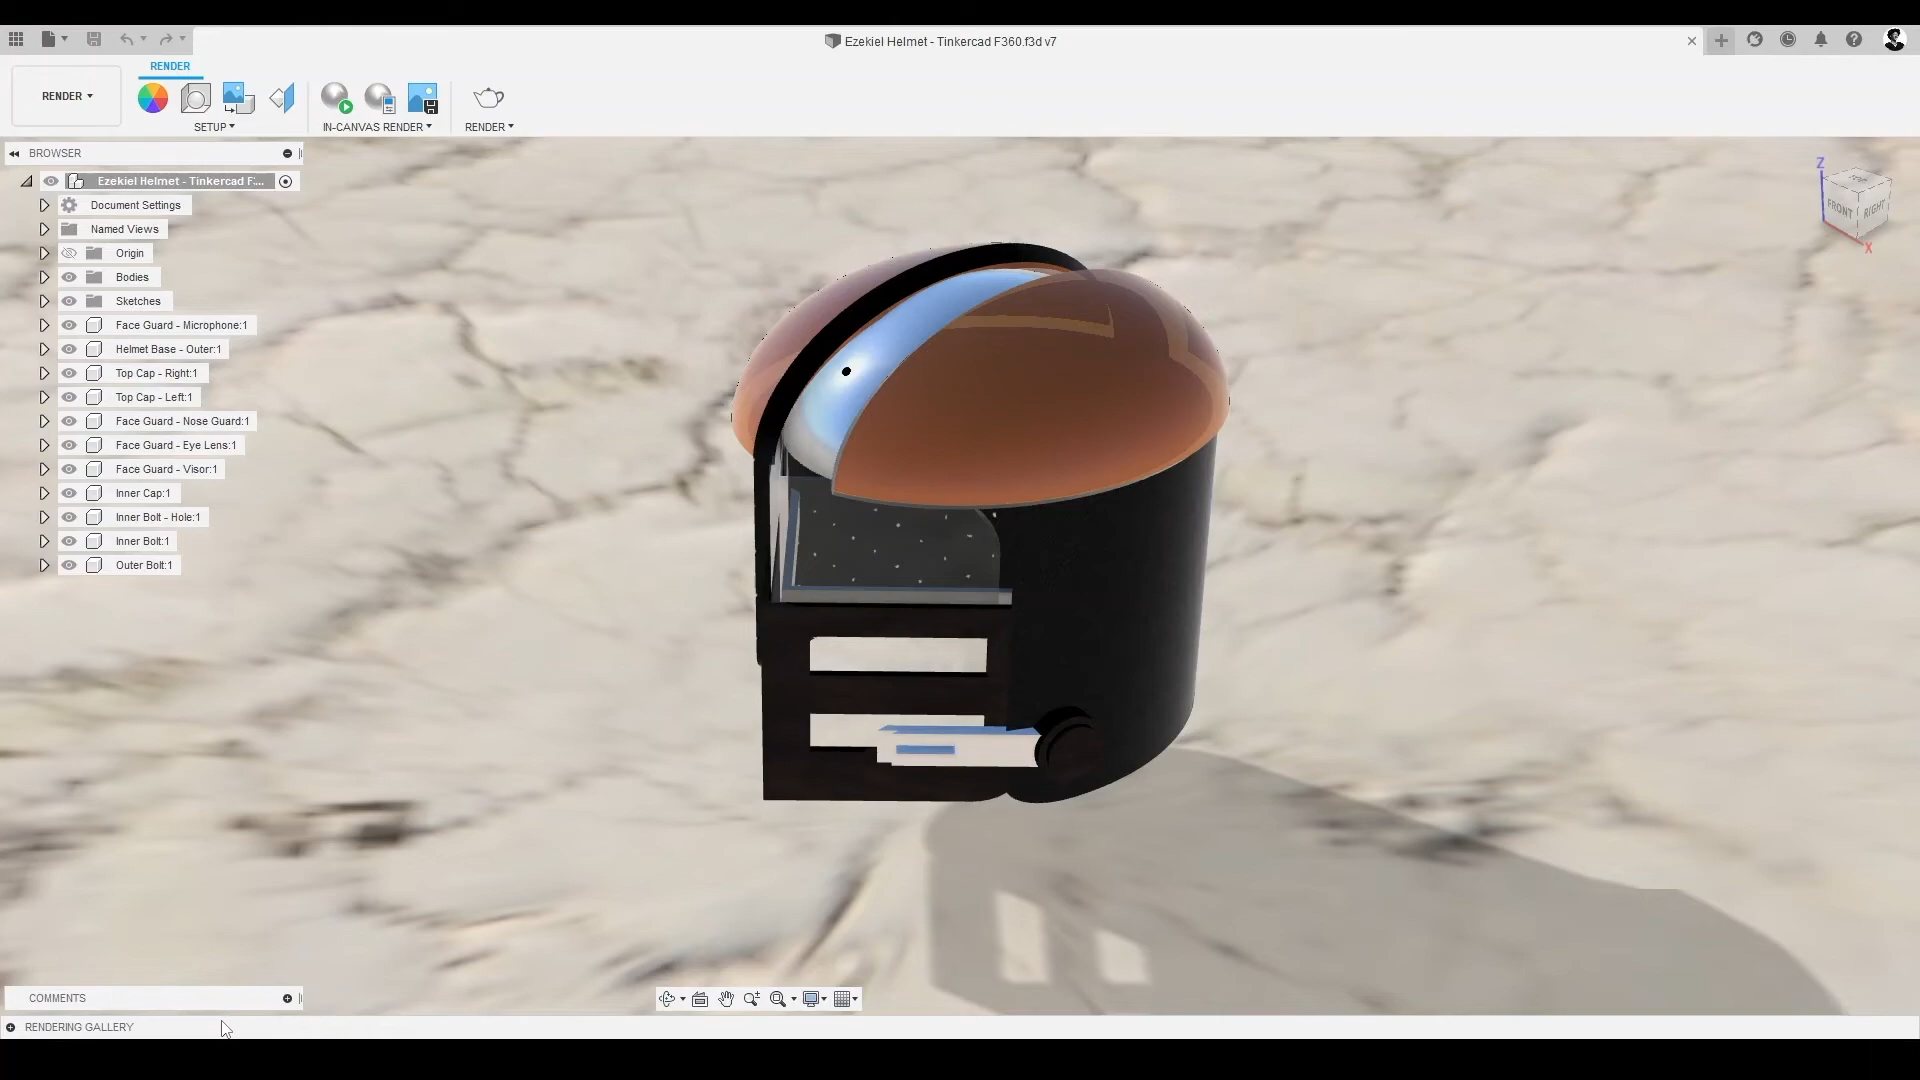 Ezekiel Helmet - Tinkercad F360.f3d v7
RENDER
RENDER
SETUP
IN-CANVAS RENDER
RENDER
BROWSER
Ezekiel Helmet - Tinkercad F...
Document Settings
Named Views
Origin
Bodies
Sketches
Face Guard - Microphone:1
Helmet Base - Outer:1
Top Cap - Right:1
Top Cap - Left:1
Face Guard - Nose Guard:1
Face Guard - Eye Lens:1
Face Guard - Visor:1
Inner Cap:1
Inner Bolt - Hole:1
Inner Bolt:1
Outer Bolt:1
Z
TOP
FRONT
RIGHT
X
COMMENTS
RENDERING GALLERY